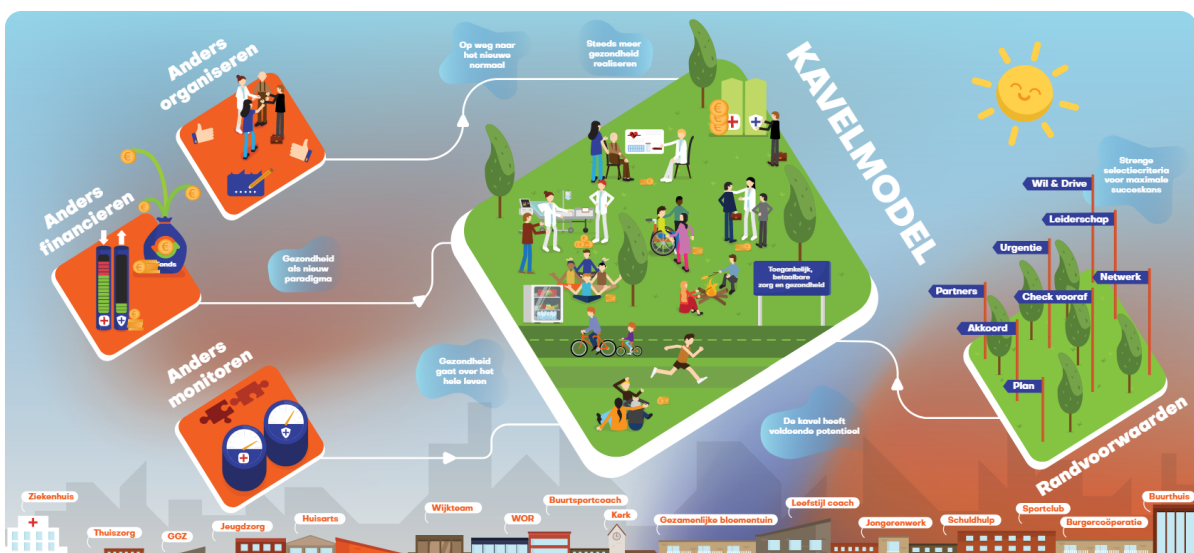 Anders
organiseren
Op weg naar
het nieuwe
normaal
Steeds meer
gezondheid
realiseren
KAVELMODEL
Anders
financieren
fonds
Gezondheid
als nieuw
paradigma
Toegankelijk,
betaalbare
zorg en gezondheid
Strenge
selectiecriteria
voor maximale
succeskans
Wil & Drive
Leiderschap
Urgentie
Netwerk
Partners
Check vooraf
Akkoord
Plan
Randvoorwaarden
Anders
monitoren
Gezondheid
gaat over het
hele leven
De kavel heeft
voldoende potentieel
Ziekenhuis
Thuiszorg
GGZ
Jeugdzorg
Huisarts
Wijkteam
WOR
Buurtsportcoach
Kerk
Gezamenlijke bloementuin
Leefstijl coach
Jongerenwerk
Schuldhulp
Sportclub
Burgercoöperatie
Buurthuis